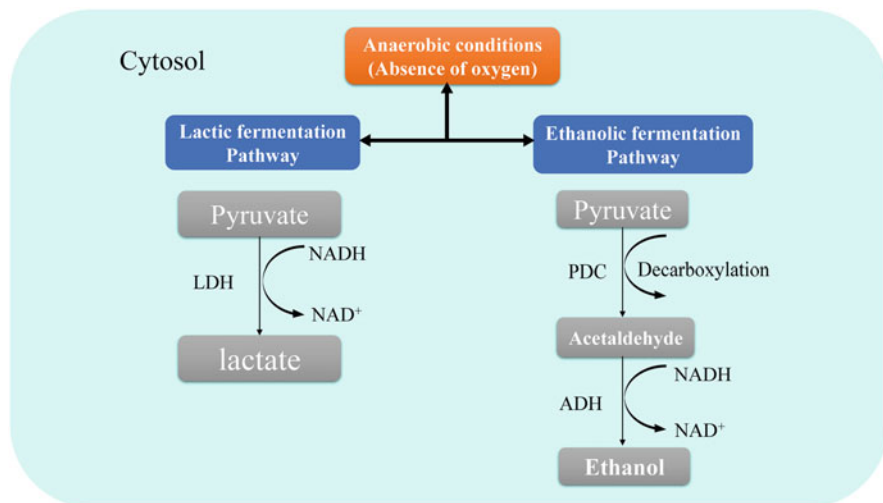 Cytosol
Anaerobic conditions
(Absence of oxygen)
Lactic fermentation
Pathway
Ethanolic fermentation
Pathway
Pyruvate
LDH
NADH
NAD⁺
lactate
Pyruvate
PDC
Decarboxylation
Acetaldehyde
ADH
NADH
NAD⁺
Ethanol